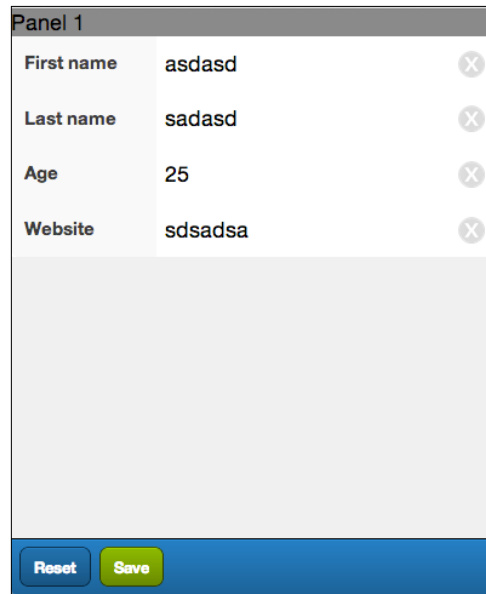 Panel 1
First name asdasd X
Last name sadasd X
Age 25 X
Website sdsadsa X
Reset Save